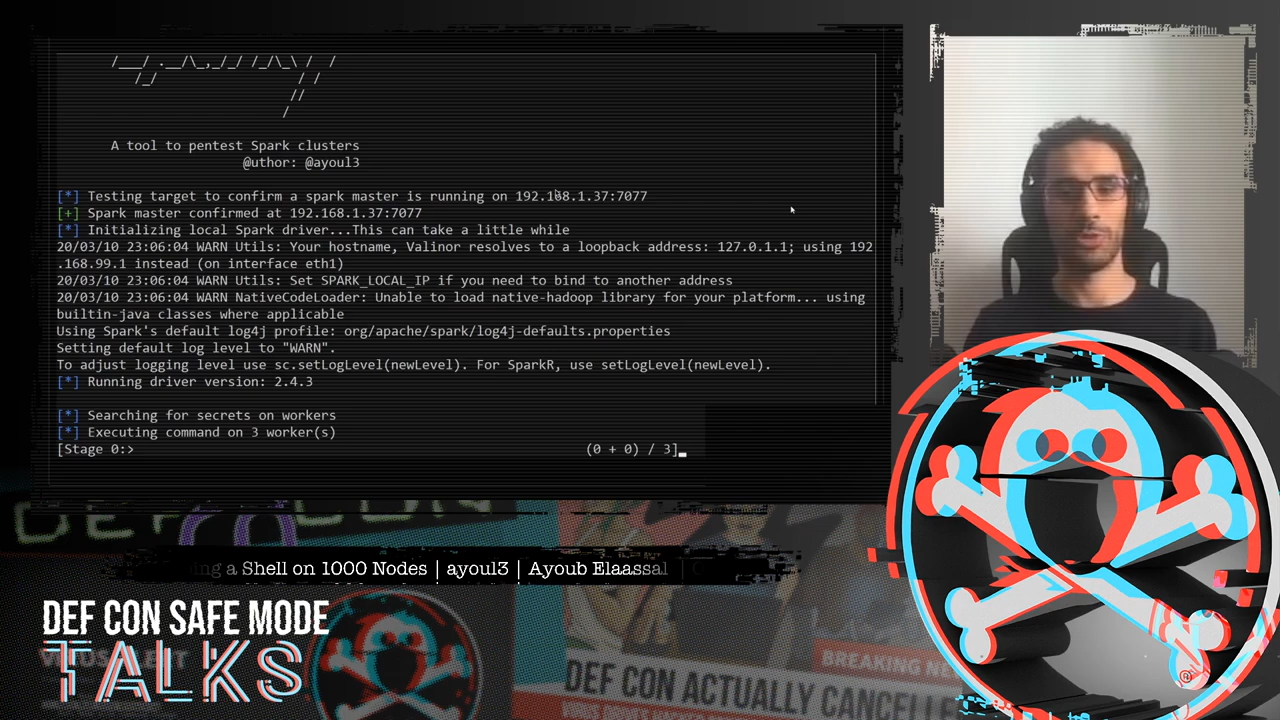 A tool to pentest Spark clusters
@uthor: @ayoul3
[*] Testing target to confirm a spark master is running on 192.168.1.37:7077
[+] Spark master confirmed at 192.168.1.37:7077
[*] Initializing local spark driver...This can take a little while
20/03/10 23:06:04 WARN Utils: Your hostname, Valinor resolves to a loopback address: 127.0.1.1; using 192
.168.99.1 instead (on interface eth1)
20/03/10 23:06:04 WARN Utils: Set SPARK_LOCAL_IP if you need to bind to another address
20/03/10 23:06:04 WARN NativeCodeLoader: Unable to load native-hadoop library for your platform... using
builtin-java classes where applicable
Using Spark's default log4j profile: org/apache/spark/log4j-defaults.properties
Setting default log level to "WARN".
To adjust logging level use sc.setLogLevel(newLevel). For SparkR, use setLogLevel(newLevel).
[*] Running driver version: 2.4.3
[*] Searching for secrets on workers
[*] Executing command on 3 worker(s)
[Stage 0:> (0 + 0) / 3]
DEF CON
ing a Shell on 1000 Nodes | ayoul3 | Ayoub Elaassal |
DEF CON SAFE MODE
TALKS
BREAKING NE
DEF CON ACTUALLY CANCELLE
®